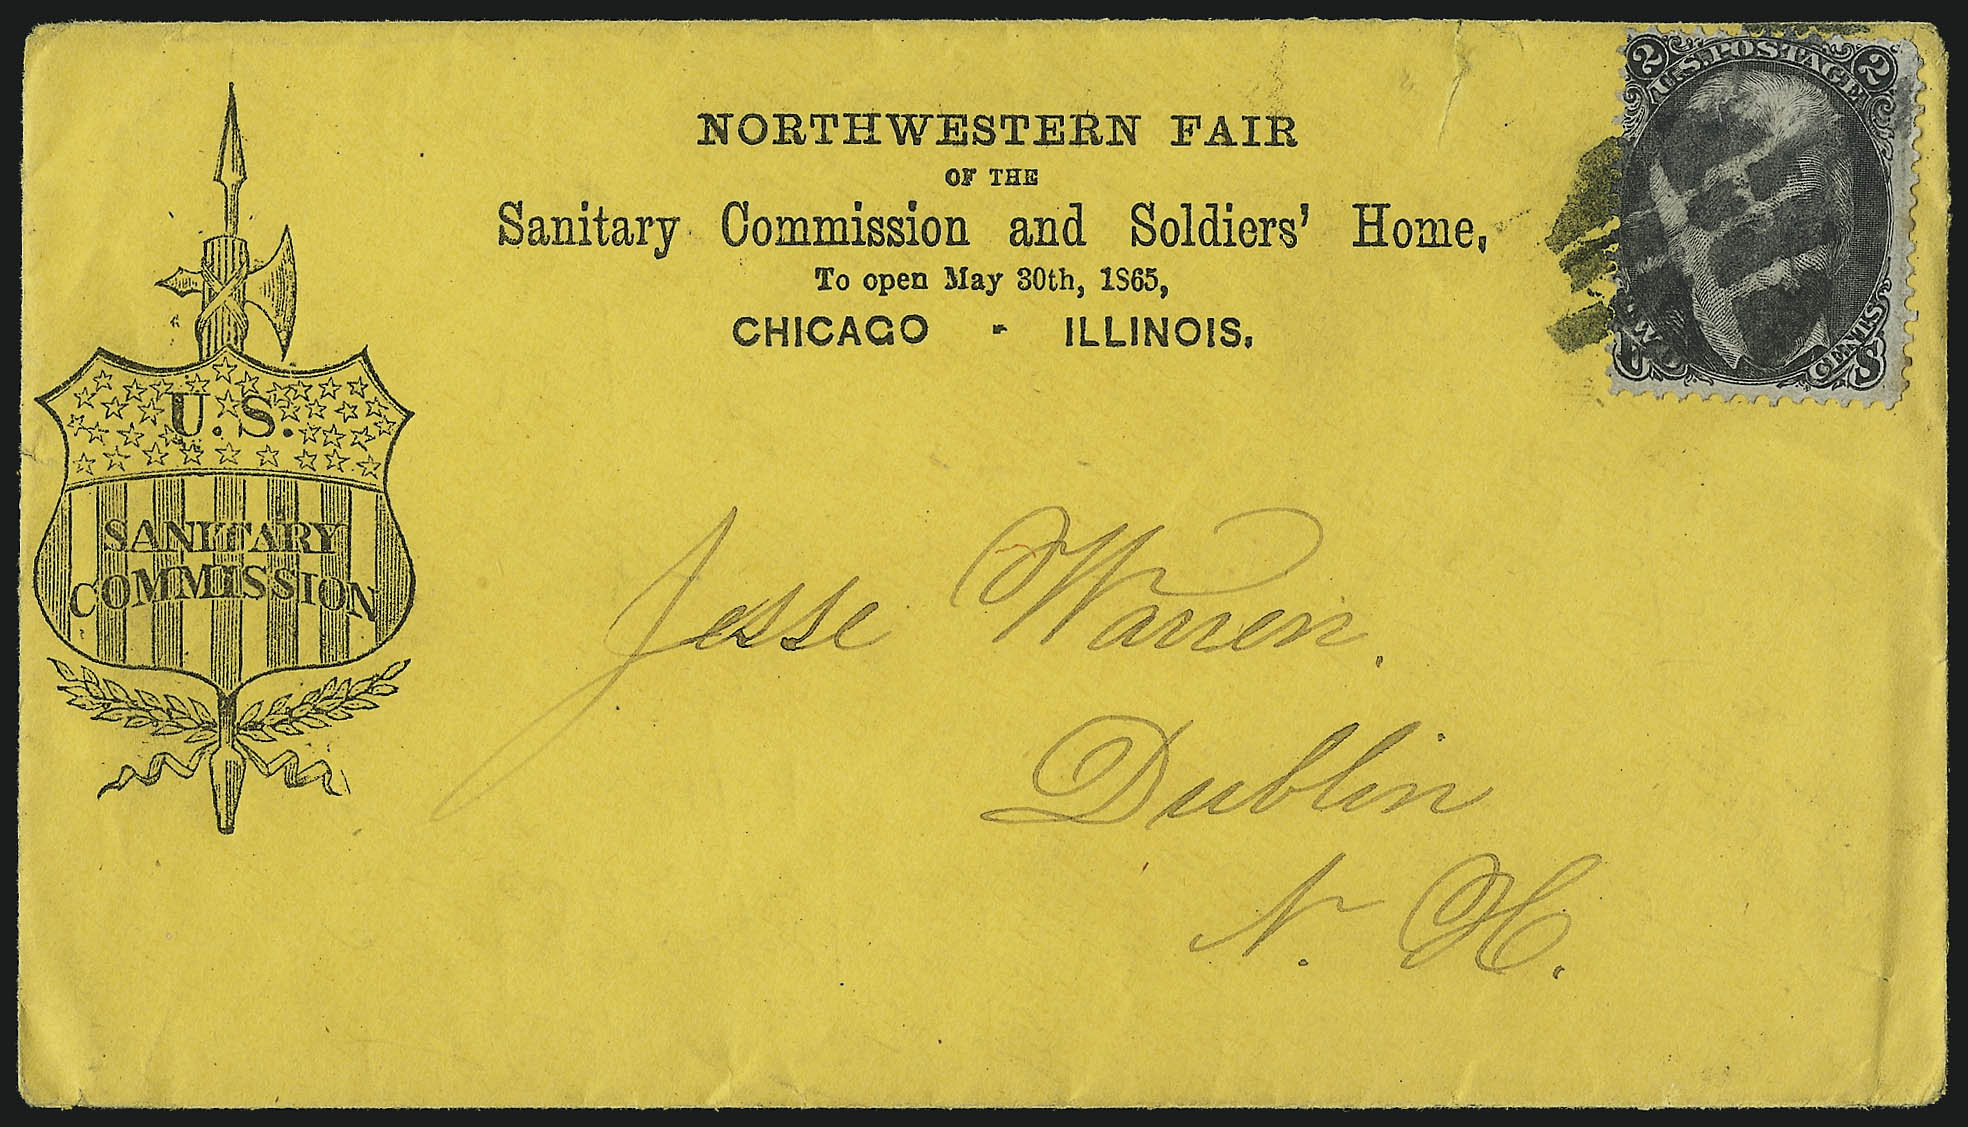 NORTHWESTERN FAIR
OF THE
Sanitary Commission and Soldiers' Home,
To open May 30th, 1865,
CHICAGO - ILLINOIS.
U.S. POSTAGE
2 2
TWO CENTS
U S
U.S.
SANITARY
COMMISSION
Jesse Warren.
Dublin
N. H.